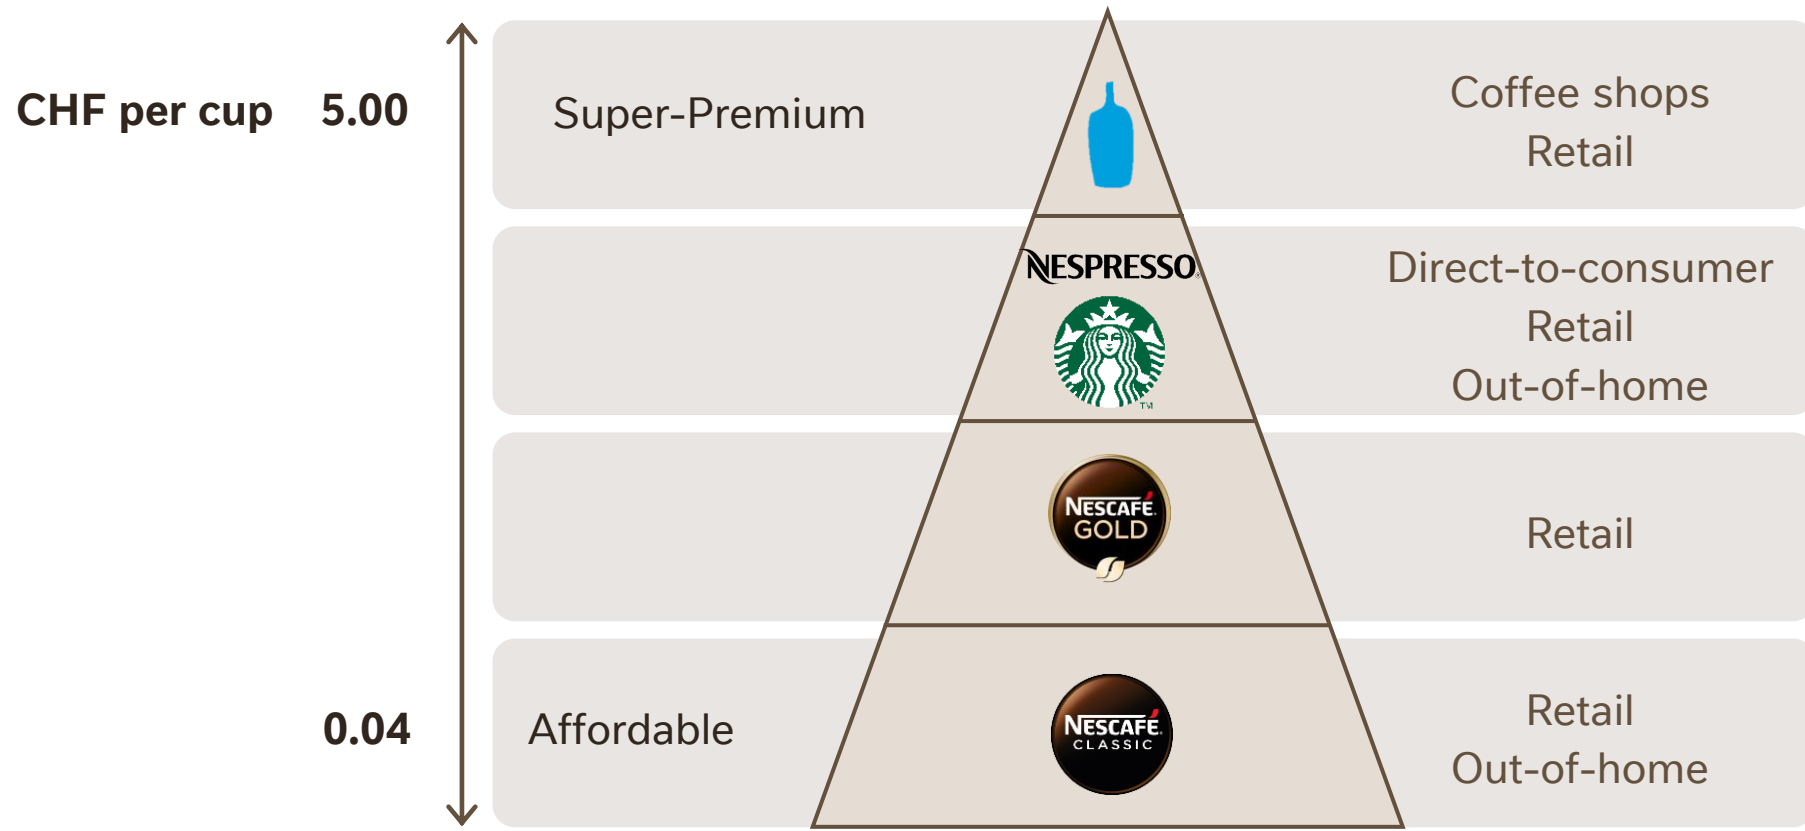 CHF per cup 5.00 Super-Premium
Coffee shops
Retail
NESPRESSO
Direct-to-consumer
Retail
Out-of-home
TM
NESCAFÉ.
GOLD
Retail
0.04 Affordable
NESCAFÉ.
CLASSIC
Retail
Out-of-home